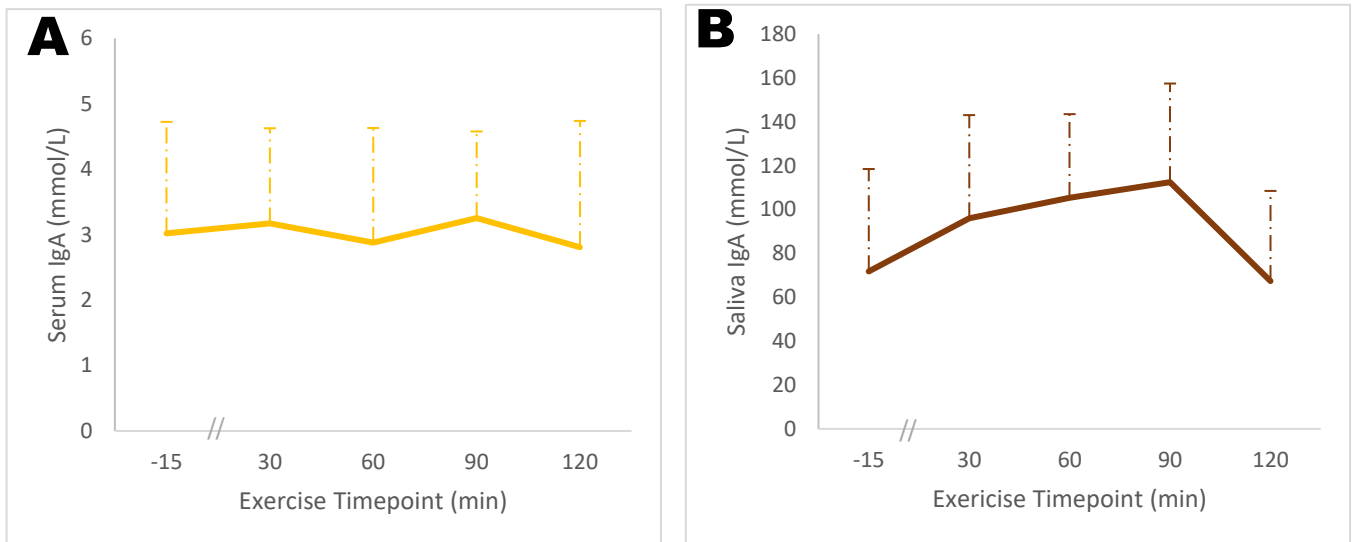 A
6
5
4
3
2
1
0
Serum IgA (mmol/L)
//
-15 30 60 90 120
Exercise Timepoint (min)
B
180
160
140
120
100
80
60
40
20
0
Saliva IgA (mmol/L)
//
-15 30 60 90 120
Exericise Timepoint (min)